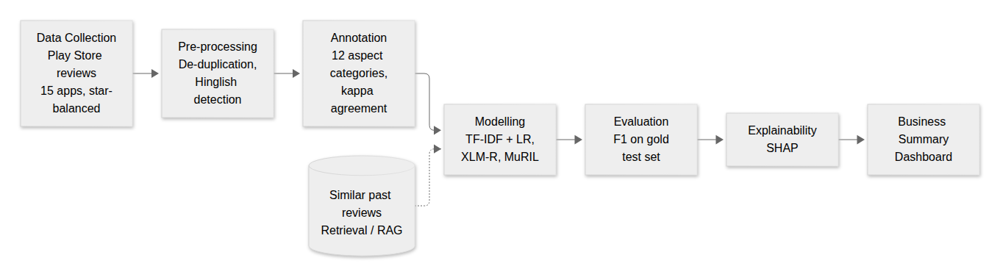 Data Collection
Play Store
reviews
15 apps, star-
balanced
Pre-processing
De-duplication,
Hinglish
detection
Annotation
12 aspect
categories,
kappa
agreement
Similar past
reviews
Retrieval / RAG
Modelling
TF-IDF + LR,
XLM-R, MuRIL
Evaluation
F1 on gold
test set
Explainability
SHAP
Business
Summary
Dashboard